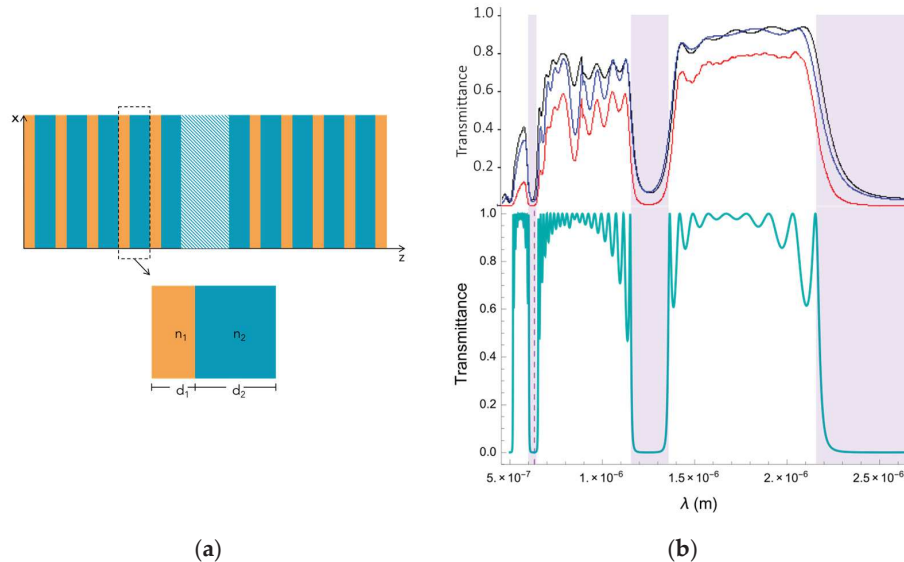 x
z
n₁
n₂
d₁
d₂
(a)
1.0
0.8
0.6
0.4
0.2
Transmittance
1.0
0.8
0.6
0.4
0.2
0.0
Transmittance
5.×10⁻⁷ 1.×10⁻⁶ 1.5×10⁻⁶ 2.×10⁻⁶ 2.5×10⁻⁶
λ (m)
(b)